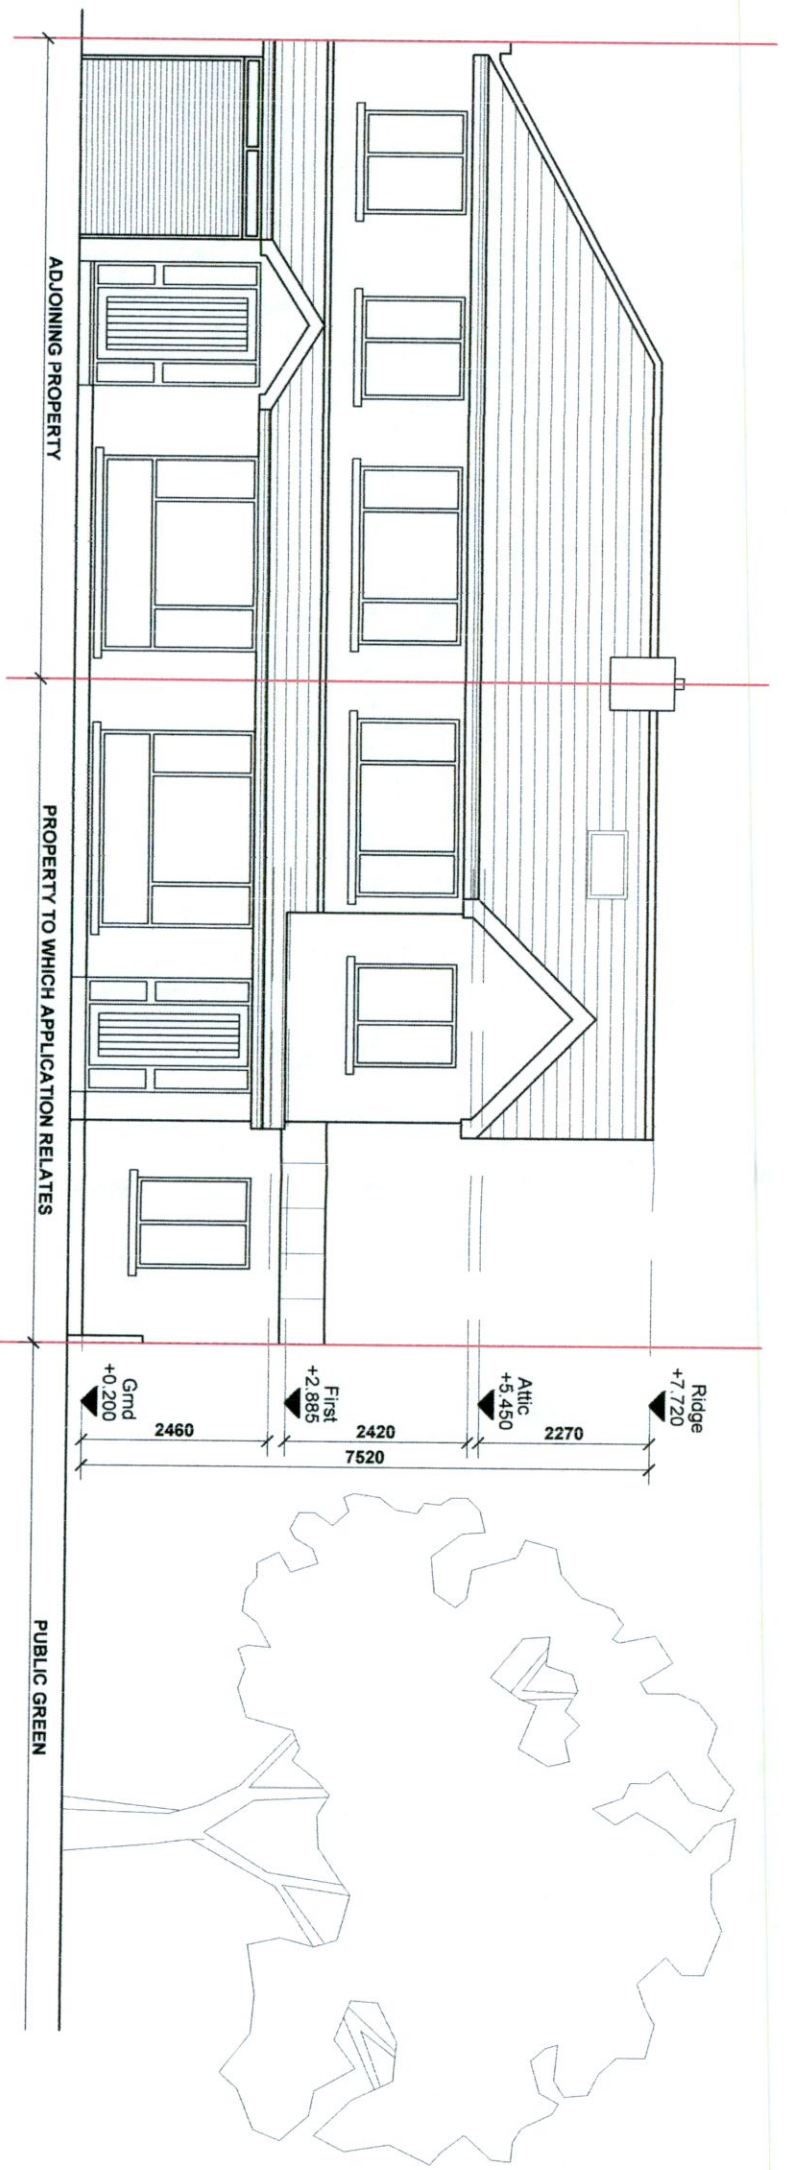 ADJOINING PROPERTY
PROPERTY TO WHICH APPLICATION RELATES
PUBLIC GREEN
Ridge
+7.720
Attic
+5.450
First
+2.885
Grnd
+0.200
2270
2420
2460
7520